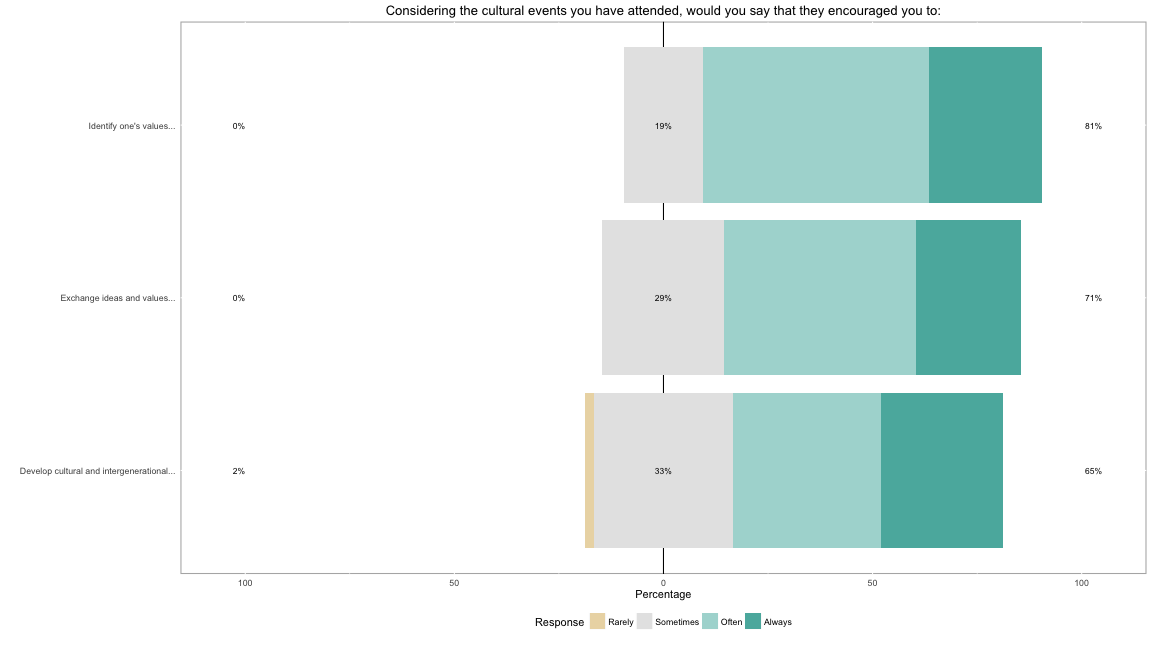 Considering the cultural events you have attended, would you say that they encouraged you to:
Identify one's values...
0%
19%
81%
Exchange ideas and values...
0%
29%
71%
Develop cultural and intergenerational...
2%
33%
65%
100
50
0
50
100
Percentage
Response
Rarely
Sometimes
Often
Always